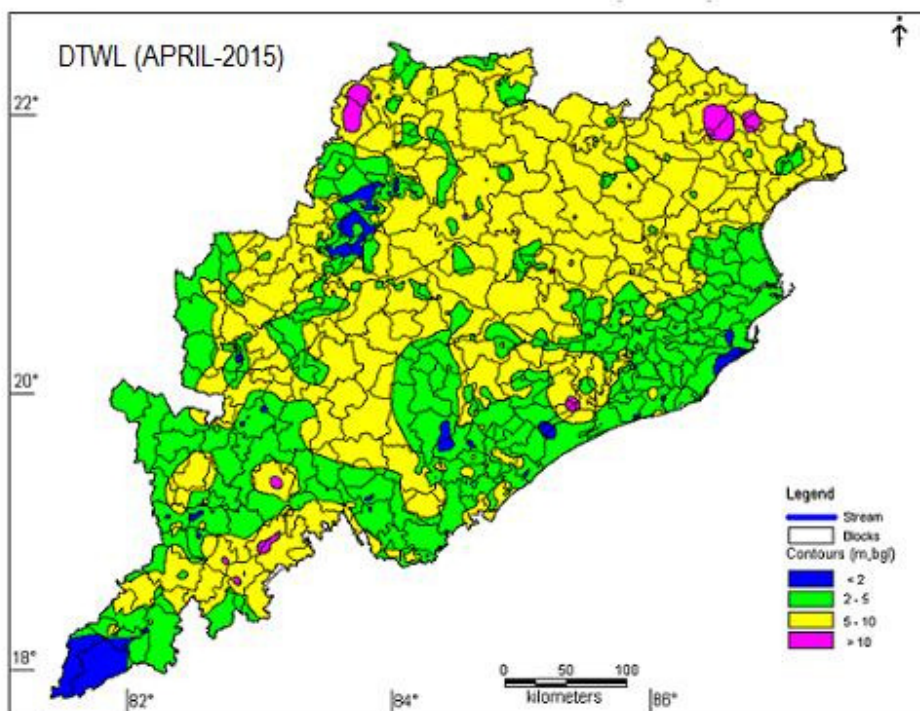 DTWL (APRIL-2015)
22°
20°
18°
82°
84°
86°
0 50 100
kilometers
Legend
Stream
Blocks
Contours (m,bgl)
< 2
2 - 5
5 - 10
> 10